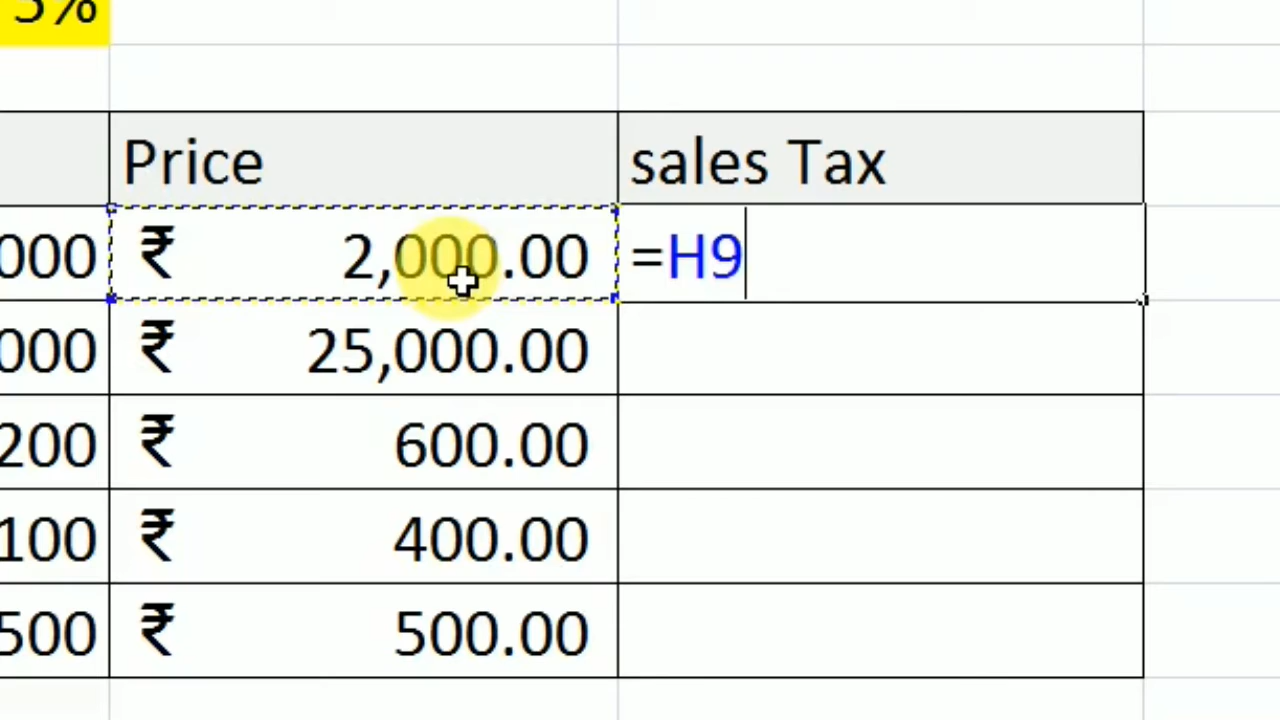 5%
Price sales Tax
000 ₹ 2,000.00 =H9
000 ₹ 25,000.00
200 ₹ 600.00
100 ₹ 400.00
500 ₹ 500.00